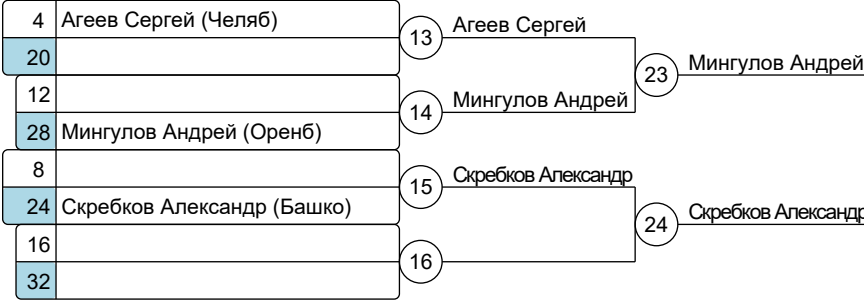 4 Агеев Сергей (Челяб)
20
12
28 Мингулов Андрей (Оренб)
8
24 Скребков Александр (Башко)
16
32
13 Агеев Сергей
14 Мингулов Андрей
15 Скребков Александр
16
23 Мингулов Андрей
24 Скребков Александр